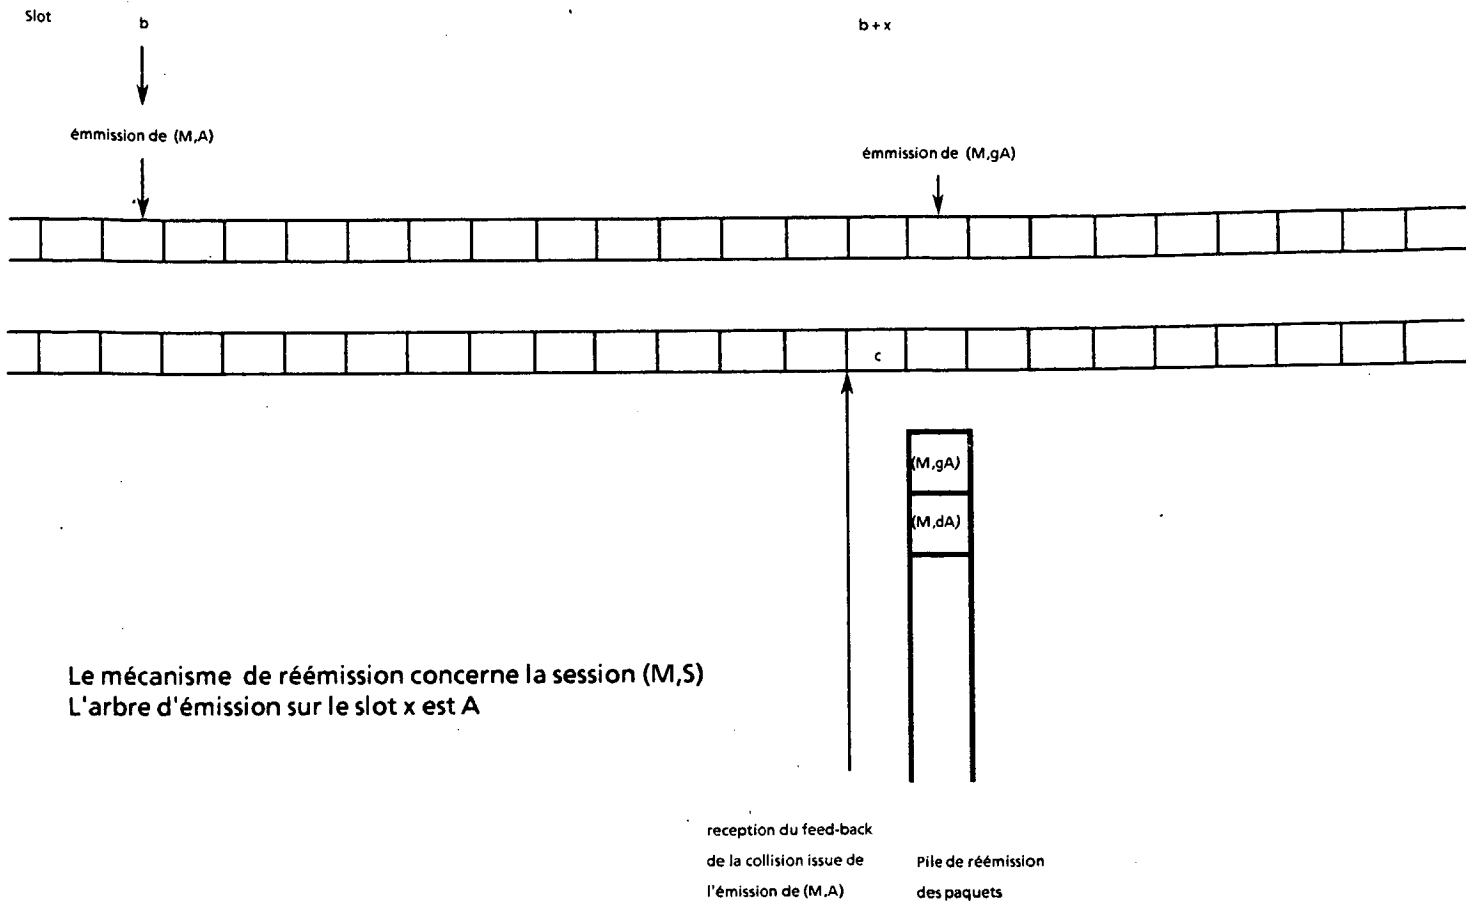 Slot
b
b + x
émmission de (M,A)
émmission de (M,gA)
c
(M,gA)
(M,dA)
Le mécanisme de réémission concerne la session (M,S)
L'arbre d'émission sur le slot x est A
reception du feed-back
de la collision issue de
l'émission de (M,A)
Pile de réémission
des paquets